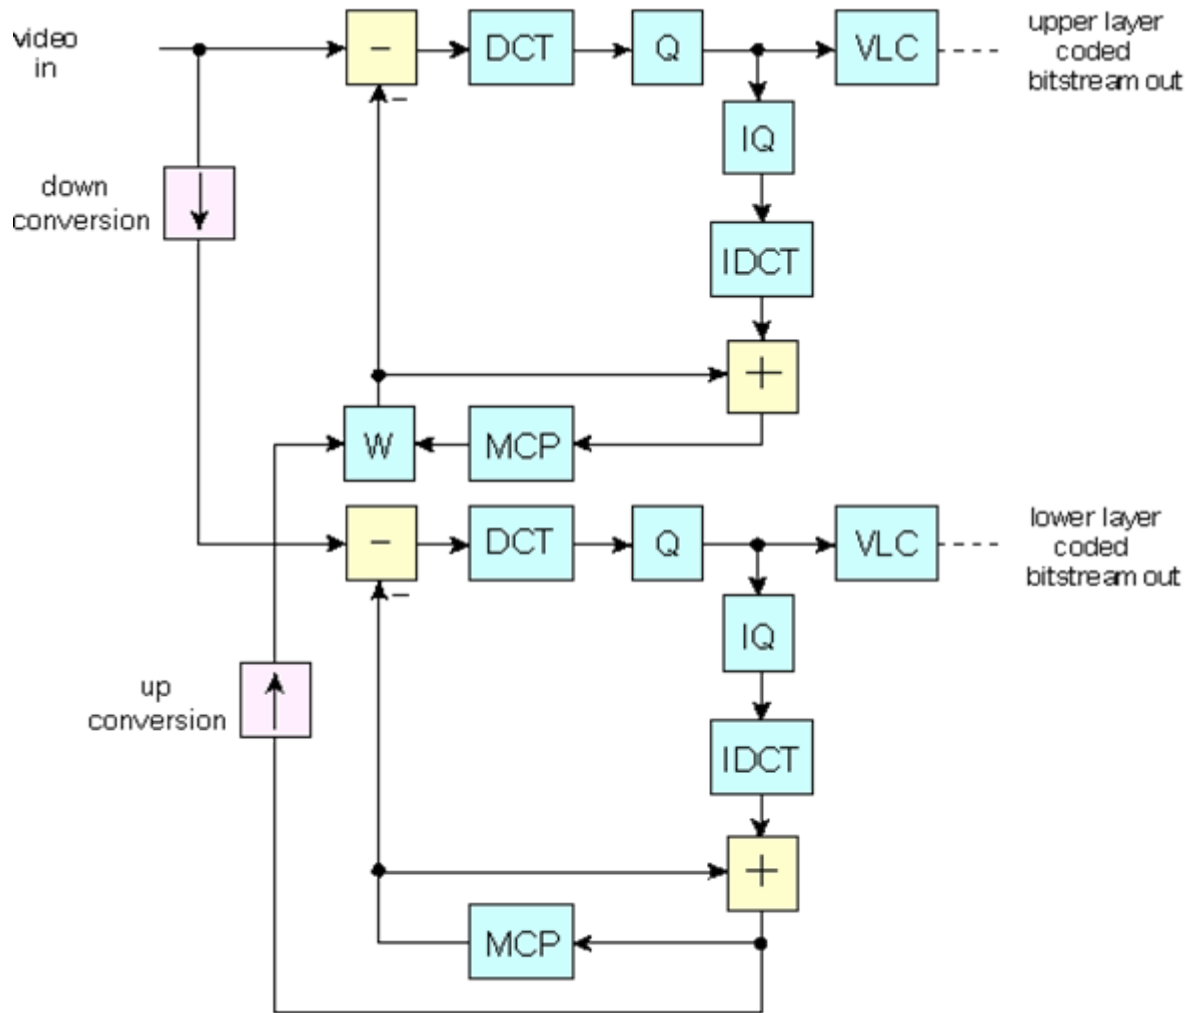 video
in
−
DCT
Q
VLC
upper layer
coded
bitstream out
−
IQ
down
conversion
IDCT
+
W
MCP
−
DCT
Q
VLC
lower layer
coded
bitstream out
−
IQ
up
conversion
IDCT
+
MCP